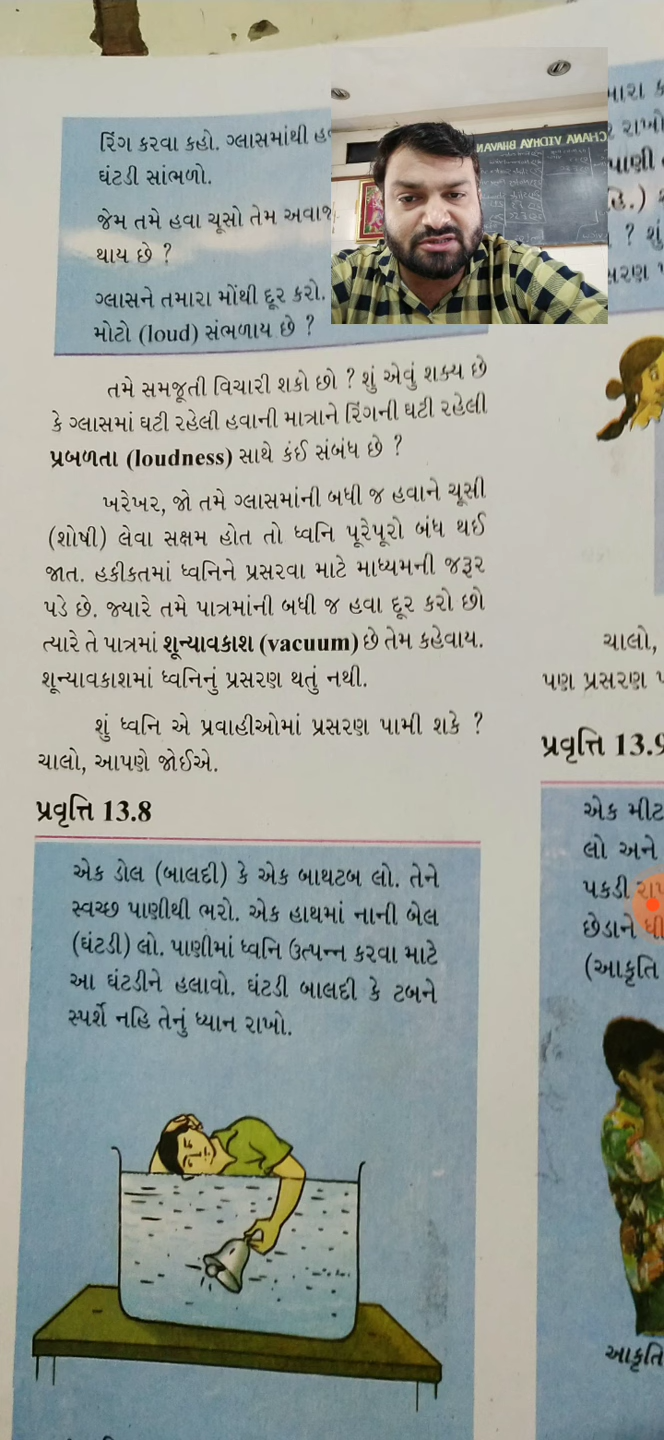 રિંગ કરવા કહો. ગ્લાસમાંથી
ઘંટડી સાંભળો.
જેમ તમે હવા ચૂસો તેમ
થાય છે ?
ગ્લાસને તમારા મોંથી દૂર કરો.
મોટો (loud) સંભળાય છે ?
તમે સમજૂતી વિચારી શકો છો ? શું એવું શક્ય છે
કે ગ્લાસમાં ઘટી રહેલી હવાની માત્રાને રિંગની ઘટી રહેલી
પ્રબળતા (loudness) સાથે કંઈ સંબંધ છે ?
ખરેખર, જો તમે ગ્લાસમાંની બધી જ હવાને ચૂસી
(શોષી) લેવા સક્ષમ હોત તો ધ્વનિ પૂરેપૂરો બંધ થઈ
જાત. હકીકતમાં ધ્વનિને પ્રસરવા માટે માધ્યમની જરૂર
પડે છે. જ્યારે તમે પાત્રમાંની બધી જ હવા દૂર કરો છો
ત્યારે તે પાત્રમાં શૂન્યાવકાશ (vacuum) છે તેમ કહેવાય.
શૂન્યાવકાશમાં ધ્વનિનું પ્રસરણ થતું નથી.
શું ધ્વનિ એ પ્રવાહીઓમાં પ્રસરણ પામી શકે ?
ચાલો, આપણે જોઈએ.
પ્રવૃત્તિ 13.8
એક ડોલ (બાલદી) કે એક બાથટબ લો. તેને
સ્વચ્છ પાણીથી ભરો. એક હાથમાં નાની બેલ
(ઘંટડી) લો. પાણીમાં ધ્વનિ ઉત્પન્ન કરવા માટે
આ ઘંટડીને હલાવો. ઘંટડી બાલદી કે ટબને
સ્પર્શે નહિ તેનું ધ્યાન રાખો.
CHANA VIDHYA BHAVAN
પાણી
? શું
ચાલો,
પણ પ્રસરણ
પ્રવૃત્તિ 13.9
એક મીટ
લો અને
પકડી
છેડાને
(આકૃતિ
આકૃતિ